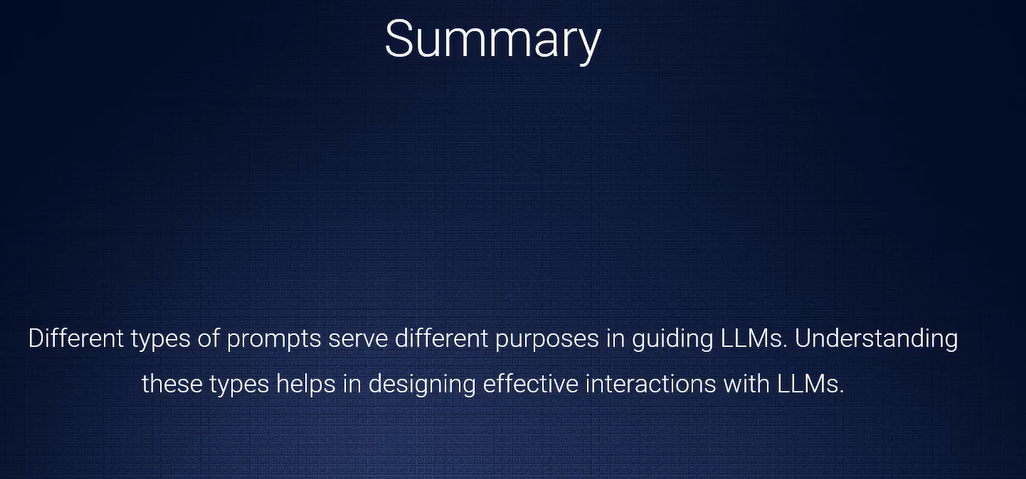 Summary
Different types of prompts serve different purposes in guiding LLMs. Understanding
these types helps in designing effective interactions with LLMs.